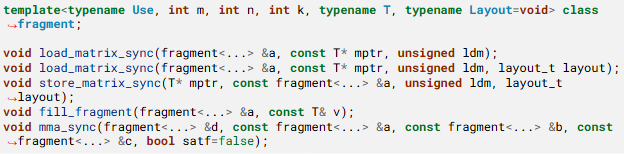 template<typename Use, int m, int n, int k, typename T, typename Layout=void> class
↪fragment;
void load_matrix_sync(fragment<...> &a, const T* mptr, unsigned ldm);
void load_matrix_sync(fragment<...> &a, const T* mptr, unsigned ldm, layout_t layout);
void store_matrix_sync(T* mptr, const fragment<...> &a, unsigned ldm, layout_t
↪layout);
void fill_fragment(fragment<...> &a, const T& v);
void mma_sync(fragment<...> &d, const fragment<...> &a, const fragment<...> &b, const
↪fragment<...> &c, bool satf=false);